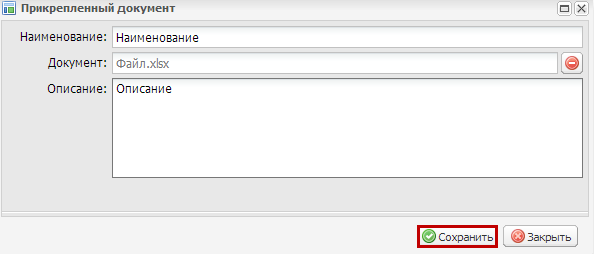 Прикрепленный документ
Наименование: Наименование
Документ: Файл.xlsx
Описание: Описание
Сохранить Закрыть